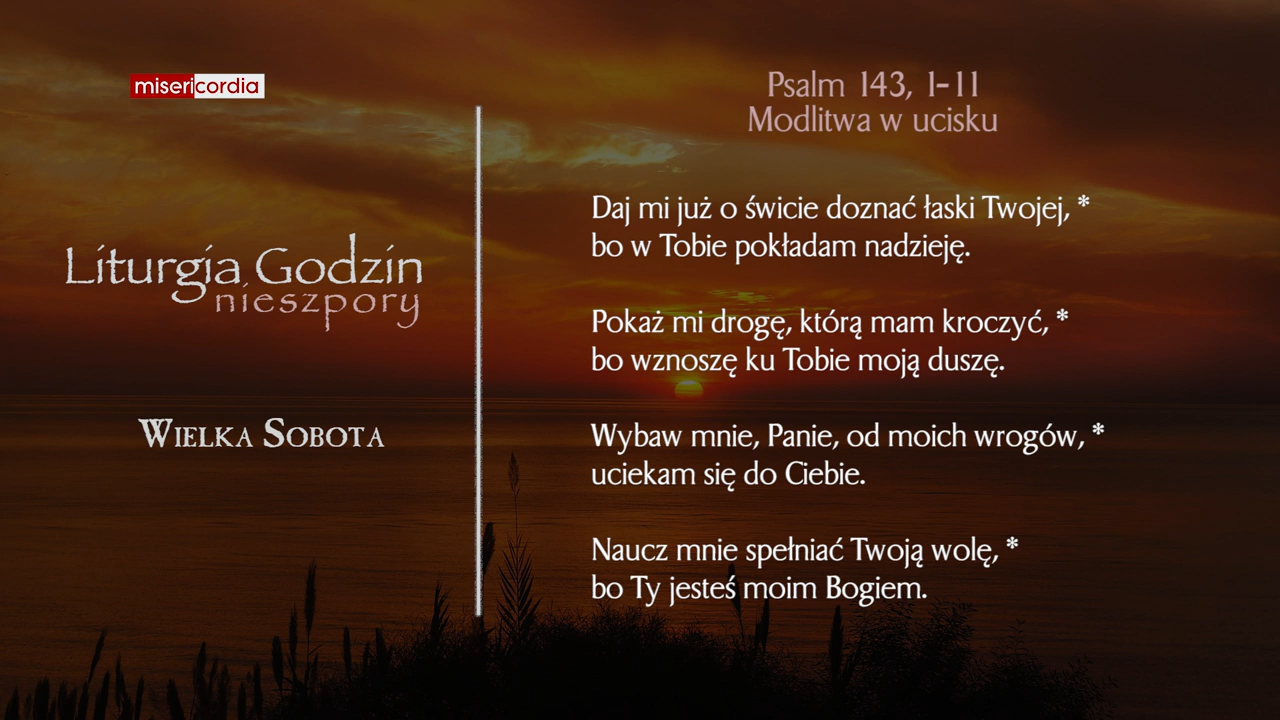 misericordia
Liturgia Godzin
nieszpory
Wielka Sobota
Psalm 143, 1-11
Modlitwa w ucisku
Daj mi już o świcie doznać łaski Twojej, *
bo w Tobie pokładam nadzieję.
Pokaż mi drogę, którą mam kroczyć, *
bo wznoszę ku Tobie moją duszę.
Wybaw mnie, Panie, od moich wrogów, *
uciekam się do Ciebie.
Naucz mnie spełniać Twoją wolę, *
bo Ty jesteś moim Bogiem.